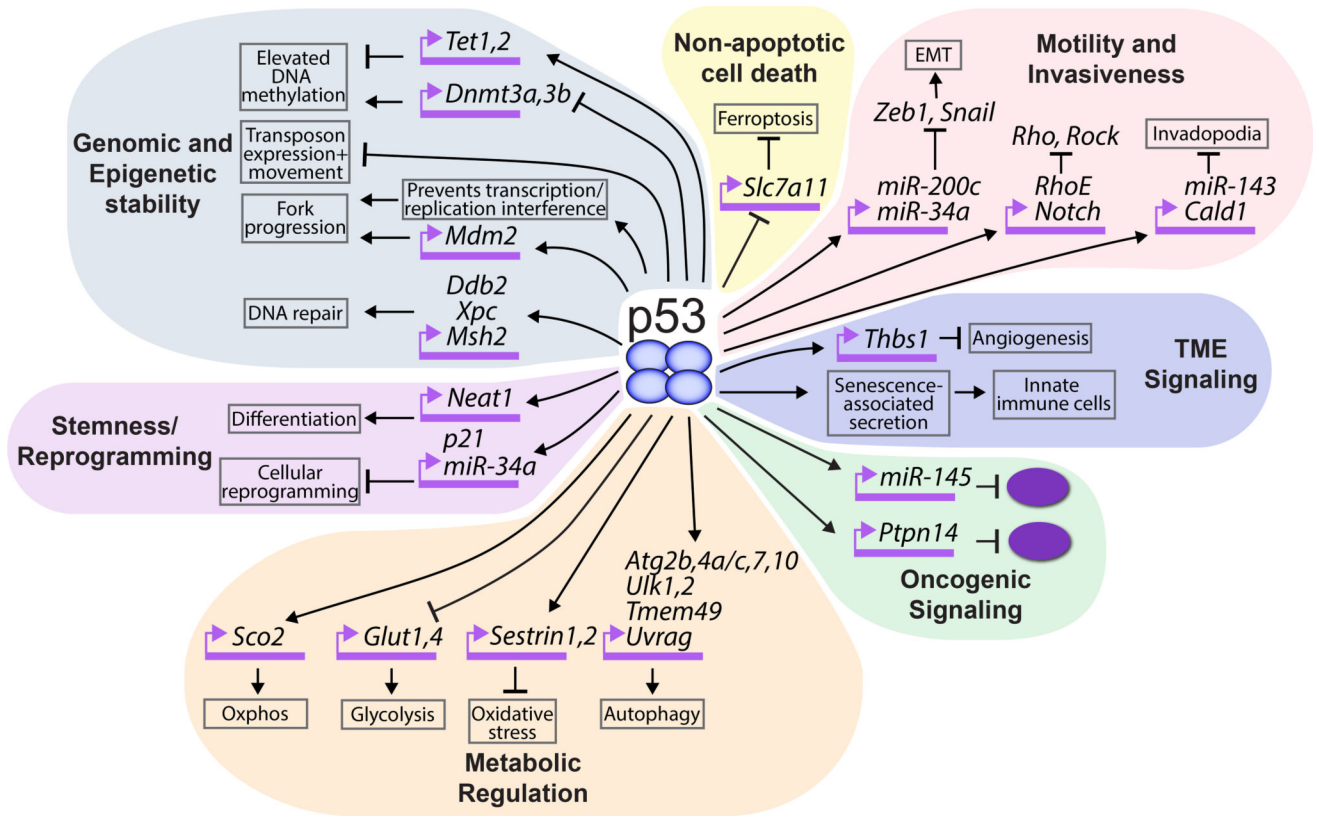 Genomic and
Epigenetic
stability
Elevated
DNA
methylation
Tet1,2
Dnmt3a,3b
Transposon
expression+
movement
Fork
progression
Prevents transcription/
replication interference
Mdm2
DNA repair
Ddb2
Xpc
Msh2
Non-apoptotic
cell death
Ferroptosis
Slc7a11
Motility and
Invasiveness
EMT
Zeb1, Snail
miR-200c
miR-34a
Rho, Rock
RhoE
Notch
Invadopodia
miR-143
Cald1
p53
TME
Signaling
Thbs1
Angiogenesis
Senescence-
associated
secretion
Innate
immune cells
Stemness/
Reprogramming
Differentiation
Neat1
Cellular
reprogramming
p21
miR-34a
miR-145
Ptpn14
Oncogenic
Signaling
Sco2
Oxphos
Glut1,4
Glycolysis
Sestrin1,2
Oxidative
stress
Atg2b,4a/c,7,10
Ulk1,2
Tmem49
Uvrag
Autophagy
Metabolic
Regulation